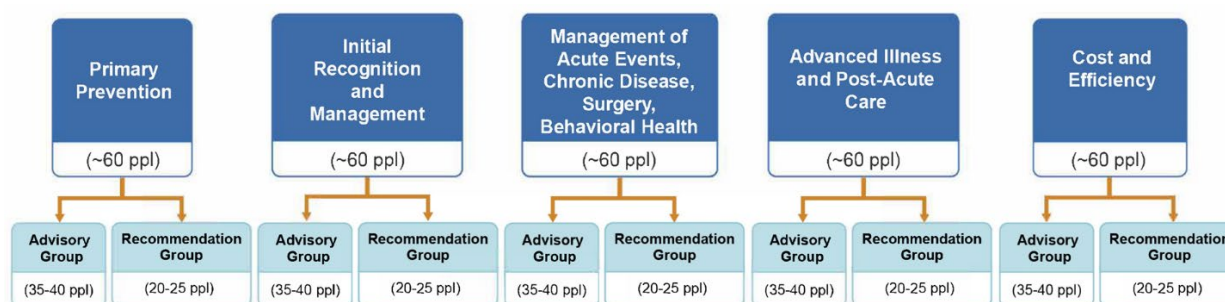 Primary
Prevention
(~60 ppl)
Initial
Recognition
and
Management
(~60 ppl)
Management of
Acute Events,
Chronic Disease,
Surgery,
Behavioral Health
(~60 ppl)
Advanced Illness
and Post-Acute
Care
(~60 ppl)
Cost and
Efficiency
(~60 ppl)
Advisory
Group
(35-40 ppl)
Recommendation
Group
(20-25 ppl)
Advisory
Group
(35-40 ppl)
Recommendation
Group
(20-25 ppl)
Advisory
Group
(35-40 ppl)
Recommendation
Group
(20-25 ppl)
Advisory
Group
(35-40 ppl)
Recommendation
Group
(20-25 ppl)
Advisory
Group
(35-40 ppl)
Recommendation
Group
(20-25 ppl)